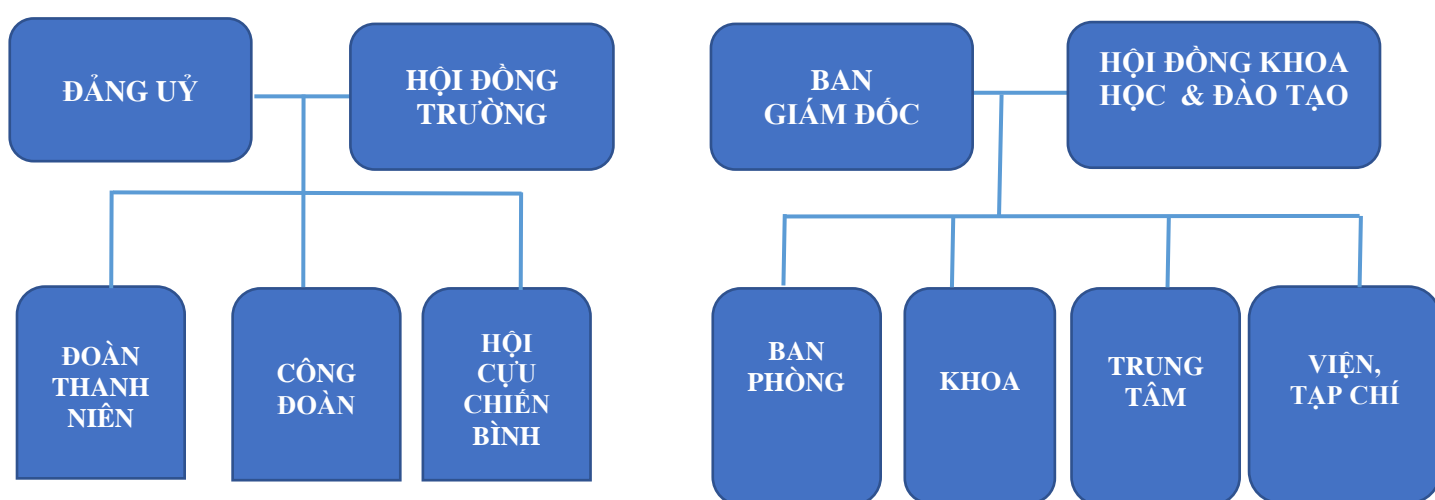 ĐẢNG UỶ
HỘI ĐỒNG
TRƯỜNG
BAN
GIÁM ĐỐC
HỘI ĐỒNG KHOA
HỌC & ĐÀO TẠO
ĐOÀN
THANH
NIÊN
CÔNG
ĐOÀN
HỘI
CỰU
CHIẾN
BÌNH
BAN
PHÒNG
KHOA
TRUNG
TÂM
VIỆN,
TẠP CHÍ